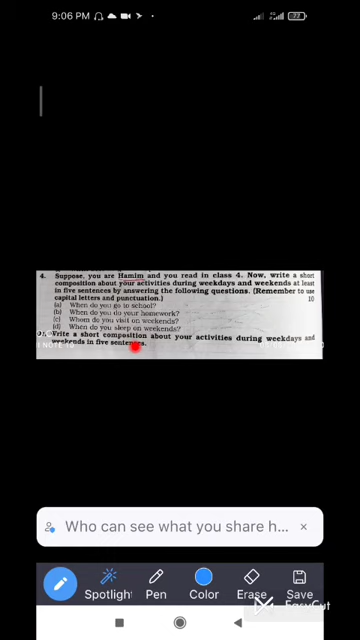 9:06 PM
77
4. Suppose, you are Hamim and you read in class 4. Now, write a short
composition about your activities during weekdays and weekends at least
in five sentences by answering the following questions. (Remember to use
capital letters and punctuation.) 10
(a) When do you go to school?
(b) When do you do your homework?
(c) Whom do you visit on weekends?
(d) When do you sleep on weekends?
Write a short composition about your activities during weekdays and
weekends in five sentences.
Who can see what you share h...
Spotlight Pen Color Erase Save
EasyCut